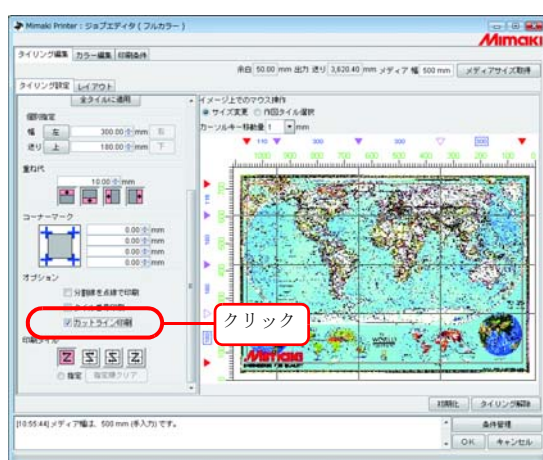 Mimaki Printer : ジョブエディタ ( フルカラー )
Mimaki
タイリング編集 カラー編集 印刷条件
余白 50.00 mm 出力 送り 3,620.40 mm メディア 幅 500 mm メディアサイズ取得
タイリング設定 レイアウト
全タイルに適用
個別指定
幅 左 300.00 mm 右
送り 上 180.00 mm 下
重ね代
10.00 mm
コーナーマーク
0.00 mm
0.00 mm
0.00 mm
0.00 mm
オプション
分割線を点線で印刷
カットライン印刷
印刷タイル
指定 指定順クリア
イメージ上でのマウス操作
サイズ変更 作図タイル選択
カーソルキー移動量 1 mm
クリック
Mimaki
初期化 タイリング解除
[10:55:44] メディア幅は、500 mm (手入力) です。
条件管理
OK キャンセル